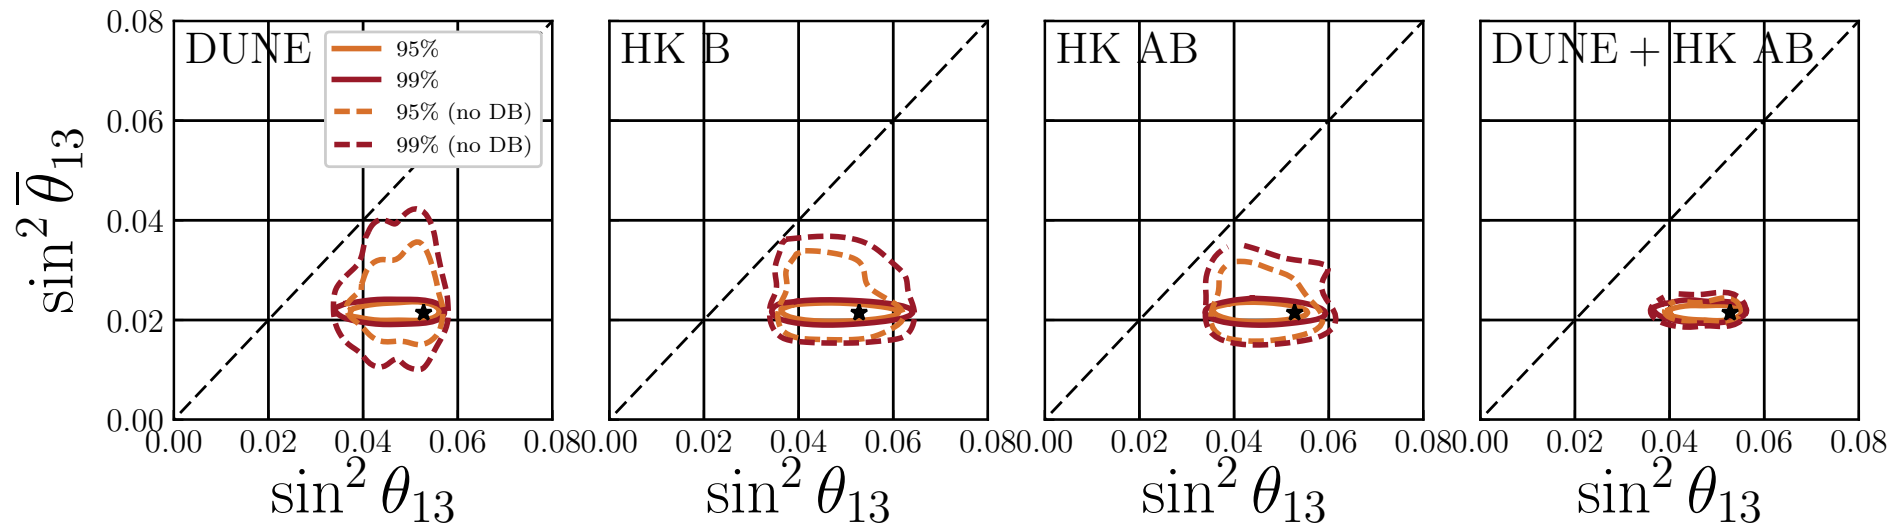 DUNE
95%
99%
95% (no DB)
99% (no DB)
HK B
HK AB
DUNE + HK AB
0.08
0.06
0.04
0.02
0.00
sin² θ̅₁₃
0.00 0.02 0.04 0.06 0.08
0.00 0.02 0.04 0.06 0.08
0.00 0.02 0.04 0.06 0.08
0.00 0.02 0.04 0.06 0.08
sin² θ₁₃
sin² θ₁₃
sin² θ₁₃
sin² θ₁₃